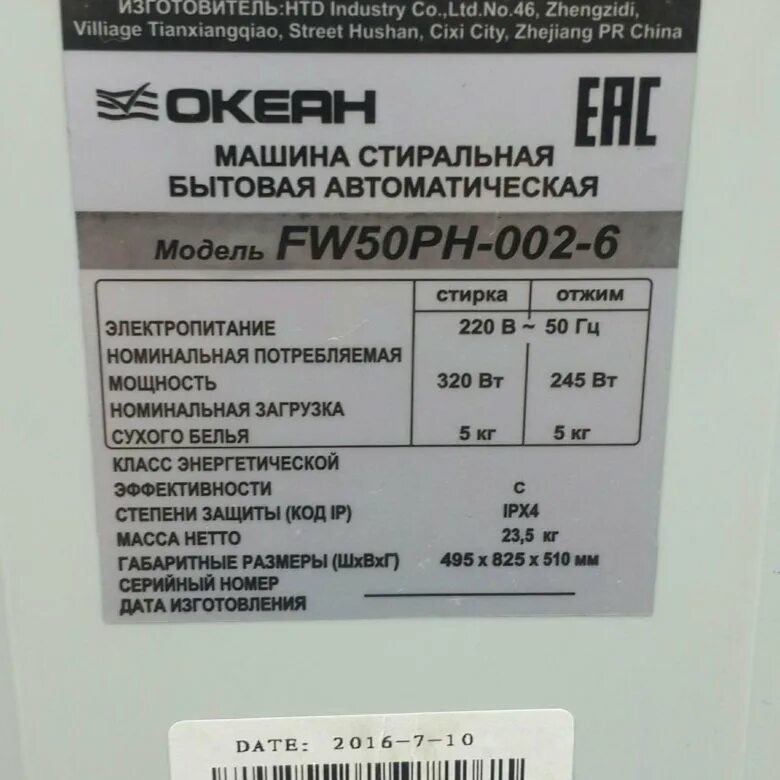 ИЗГОТОВИТЕЛЬ:HTD Industry Co.,Ltd.No.46, Zhengzidi,
Villiage Tianxiangqiao, Street Hushan, Cixi City, Zhejiang PR China
ОКЕАН
EAC
МАШИНА СТИРАЛЬНАЯ
БЫТОВАЯ АВТОМАТИЧЕСКАЯ
Модель FW50PH-002-6
стирка отжим
ЭЛЕКТРОПИТАНИЕ 220 В ~ 50 Гц
НОМИНАЛЬНАЯ ПОТРЕБЛЯЕМАЯ
МОЩНОСТЬ 320 Вт 245 Вт
НОМИНАЛЬНАЯ ЗАГРУЗКА
СУХОГО БЕЛЬЯ 5 кг 5 кг
КЛАСС ЭНЕРГЕТИЧЕСКОЙ
ЭФФЕКТИВНОСТИ С
СТЕПЕНИ ЗАЩИТЫ (КОД IP) IPX4
МАССА НЕТТО 23,5 кг
ГАБАРИТНЫЕ РАЗМЕРЫ (ШхВхГ) 495 х 825 х 510 мм
СЕРИЙНЫЙ НОМЕР
ДАТА ИЗГОТОВЛЕНИЯ
DATE: 2016-7-10